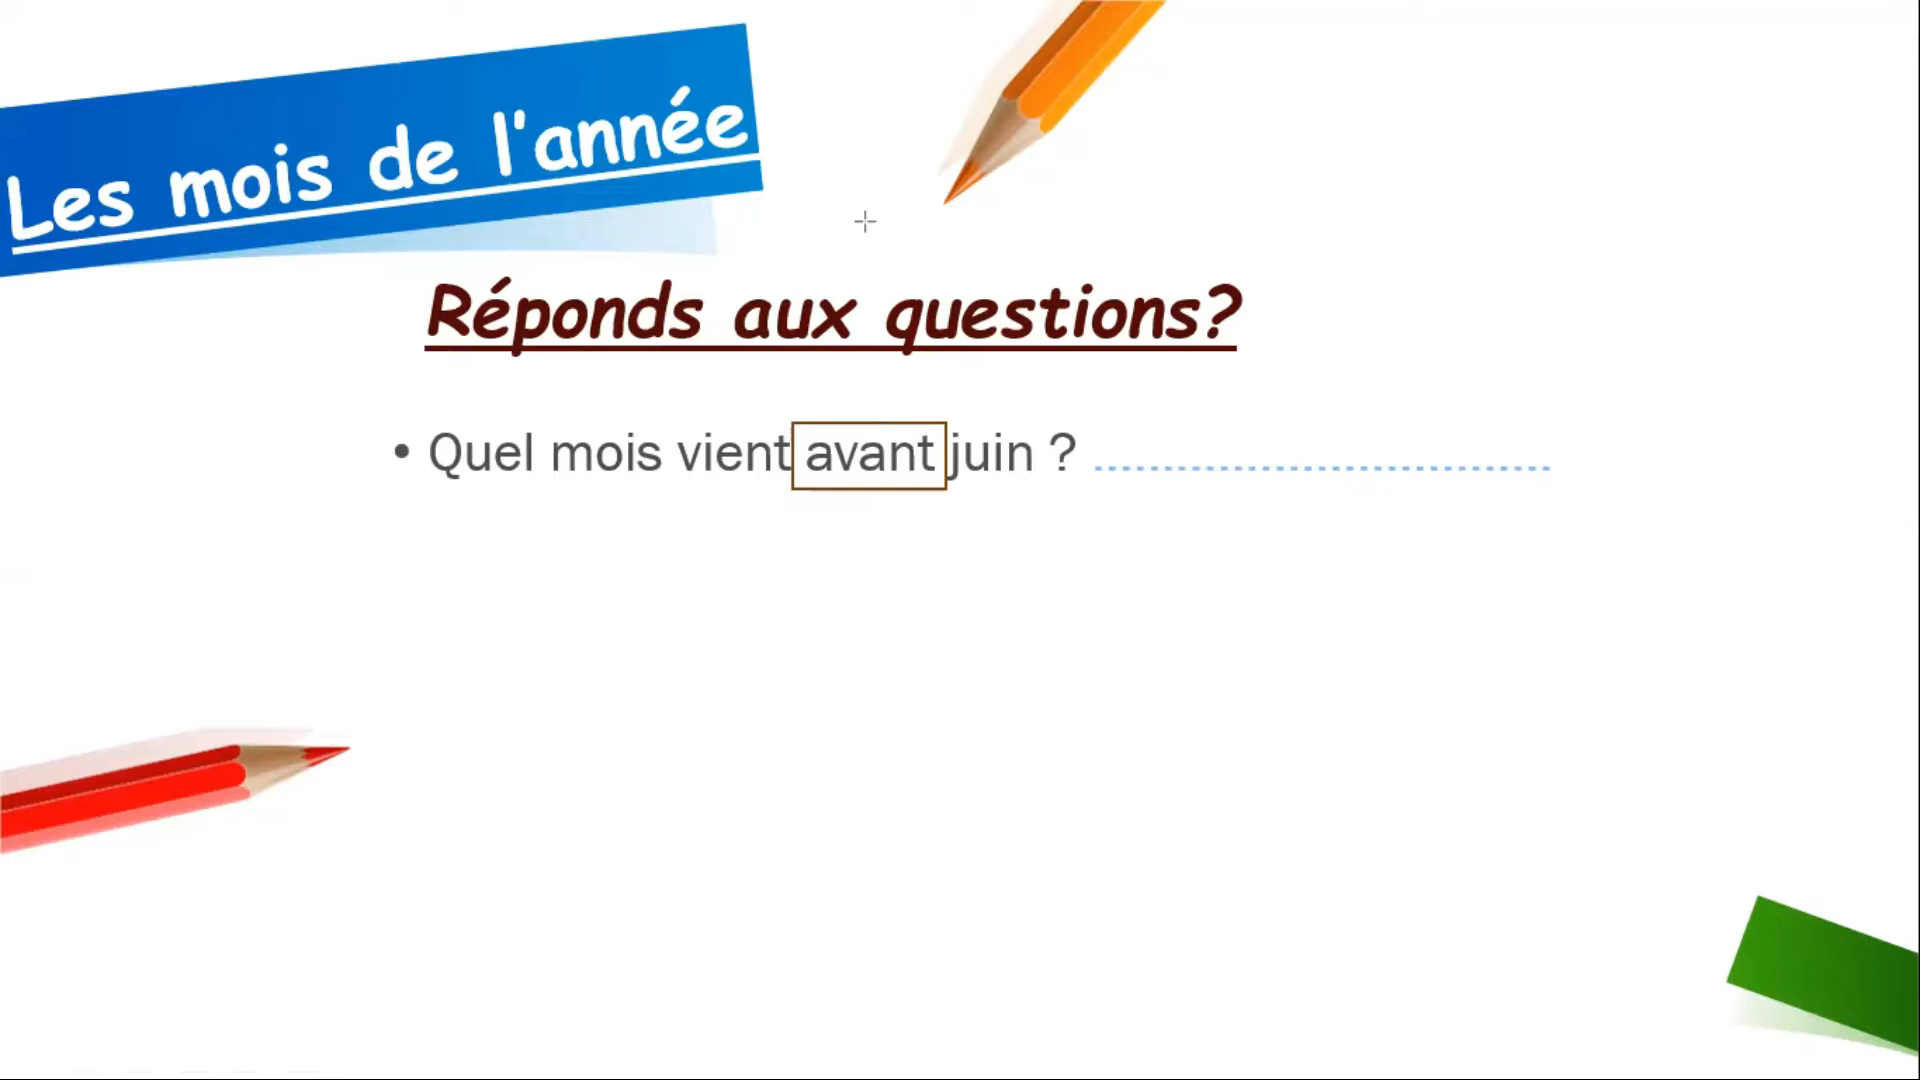 Les mois de l'année
Réponds aux questions?
• Quel mois vient avant juin ? ........................................